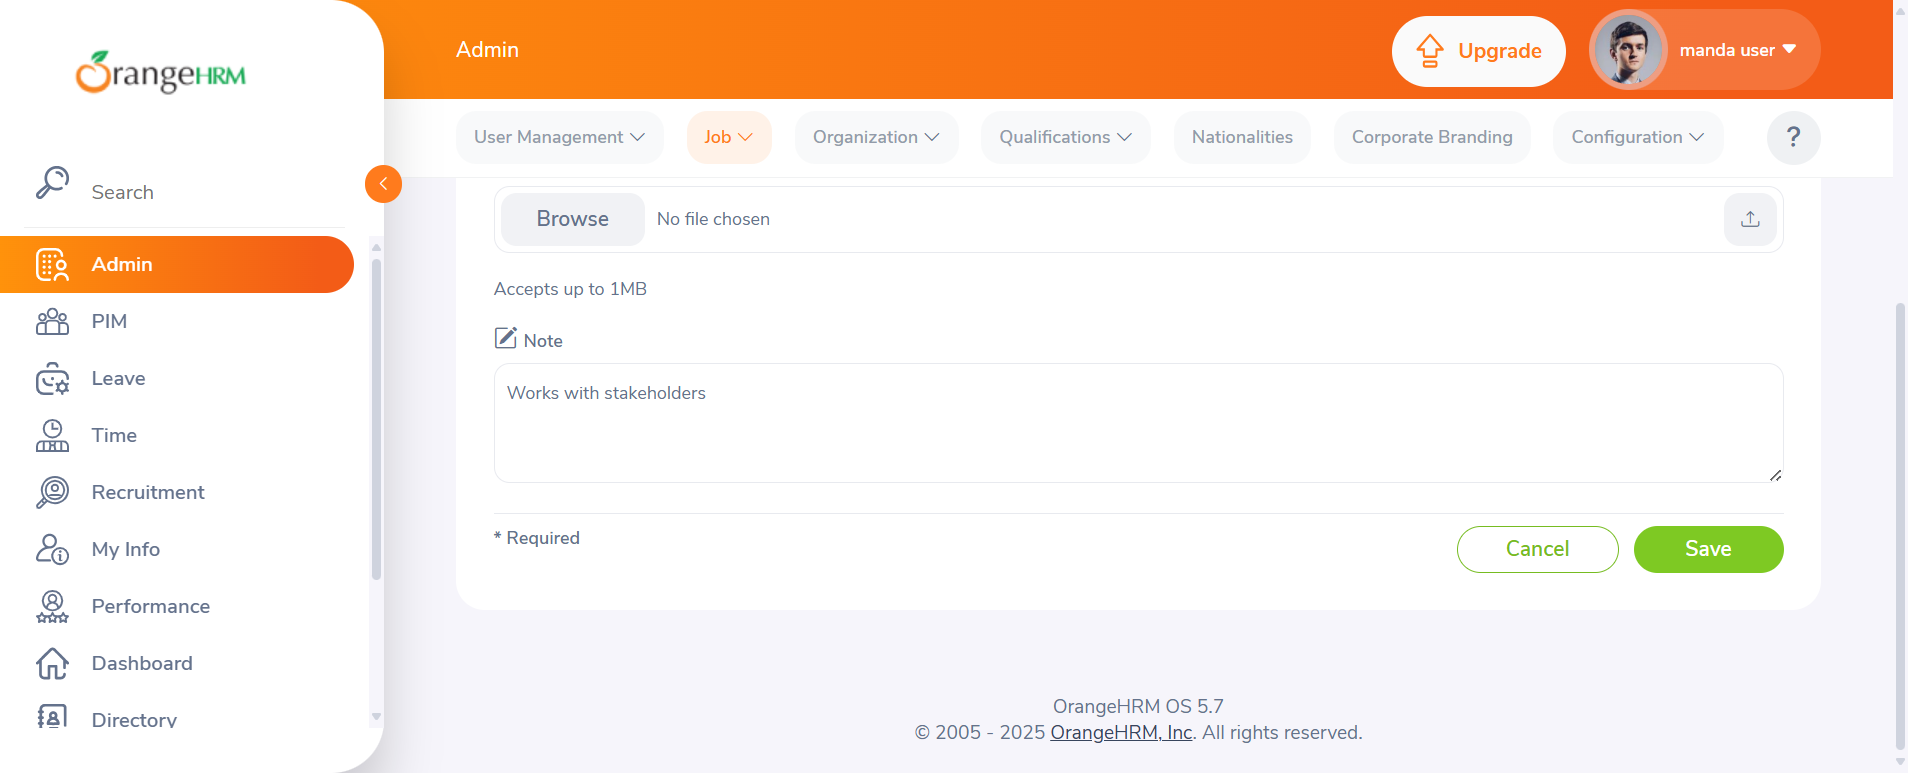 OrangeHRM
Admin
Upgrade
manda user
User Management
Job
Organization
Qualifications
Nationalities
Corporate Branding
Configuration
?
Search
Admin
PIM
Leave
Time
Recruitment
My Info
Performance
Dashboard
Directory
Browse
No file chosen
Accepts up to 1MB
Note
Works with stakeholders
* Required
Cancel
Save
OrangeHRM OS 5.7
© 2005 - 2025 OrangeHRM, Inc. All rights reserved.